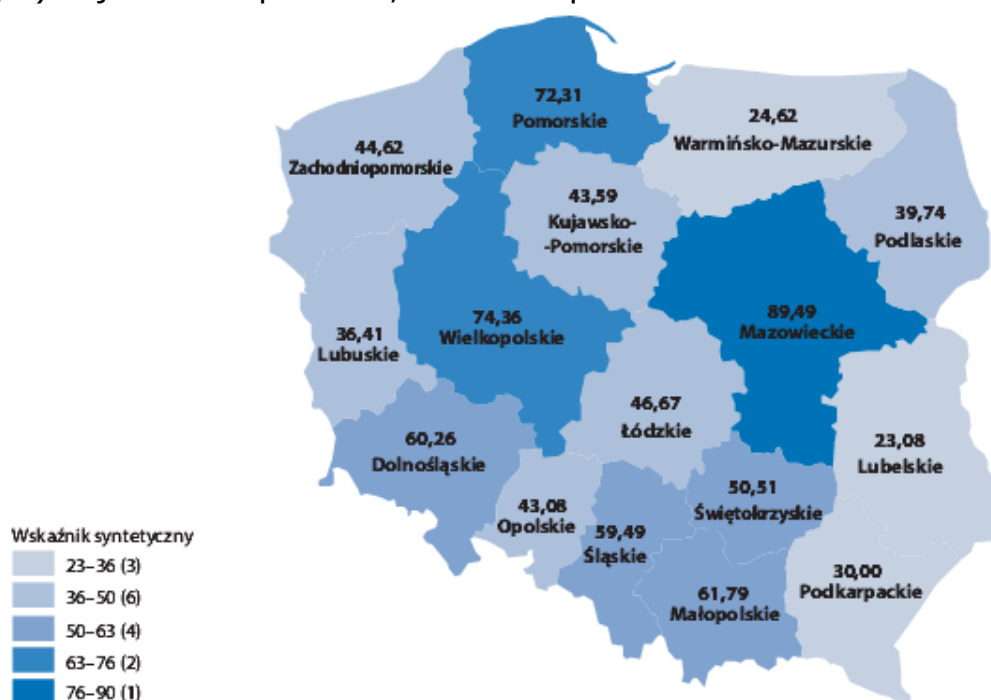 72,31
Pomorskie
24,62
Warmińsko-Mazurskie
44,62
Zachodniopomorskie
43,59
Kujawsko-
-Pomorskie
39,74
Podlaskie
74,36
Wielkopolskie
89,49
Mazowieckie
36,41
Lubuskie
46,67
Łódzkie
60,26
Dolnośląskie
23,08
Lubelskie
43,08
Opolskie
50,51
Świętokrzyskie
59,49
Śląskie
61,79
Małopolskie
30,00
Podkarpackie
Wskaźnik syntetyczny
23–36 (3)
36–50 (6)
50–63 (4)
63–76 (2)
76–90 (1)